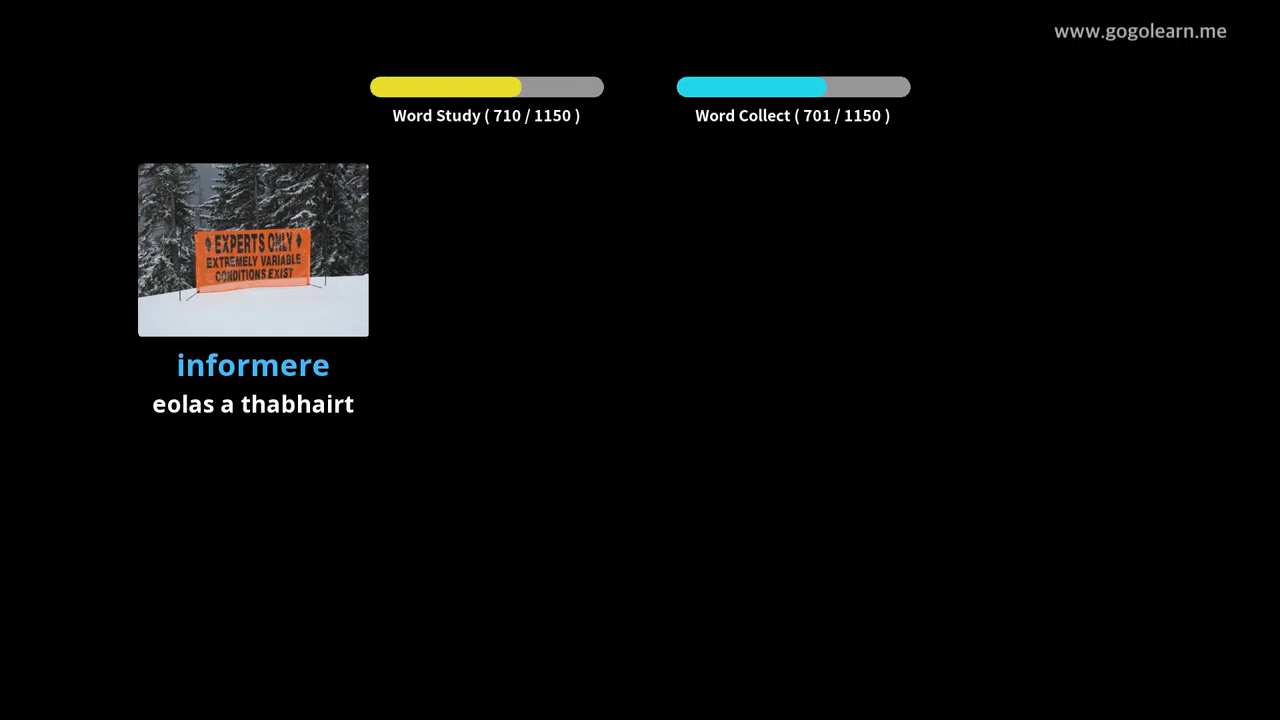 www.gogolearn.me
Word Study ( 710 / 1150 )
Word Collect ( 701 / 1150 )
EXPERTS ONLY
EXTREMELY VARIABLE
CONDITIONS EXIST
informere
eolas a thabhairt